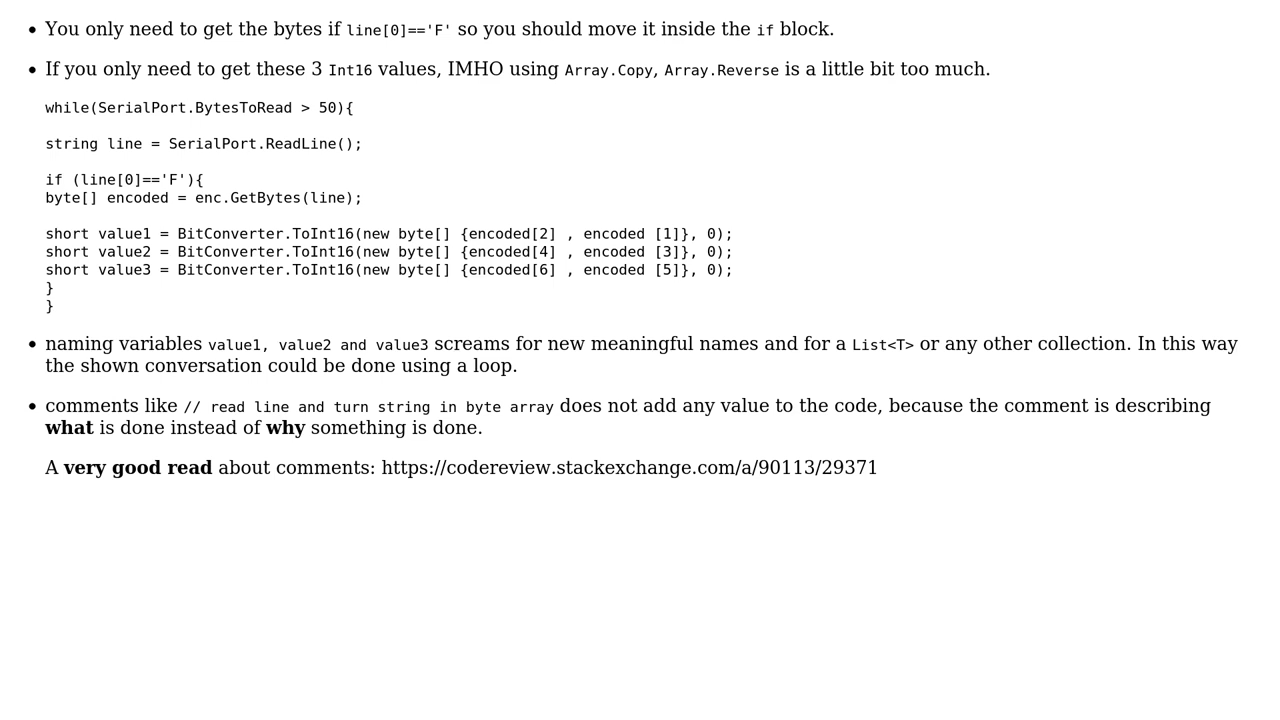 • You only need to get the bytes if line[0]=='F' so you should move it inside the if block.
• If you only need to get these 3 Int16 values, IMHO using Array.Copy, Array.Reverse is a little bit too much.
while(SerialPort.BytesToRead > 50){
string line = SerialPort.ReadLine();
if (line[0]=='F'){
byte[] encoded = enc.GetBytes(line);
short value1 = BitConverter.ToInt16(new byte[] {encoded[2] , encoded [1]}, 0);
short value2 = BitConverter.ToInt16(new byte[] {encoded[4] , encoded [3]}, 0);
short value3 = BitConverter.ToInt16(new byte[] {encoded[6] , encoded [5]}, 0);
}
}
• naming variables value1, value2 and value3 screams for new meaningful names and for a List<T> or any other collection. In this way
the shown conversation could be done using a loop.
• comments like // read line and turn string in byte array does not add any value to the code, because the comment is describing
what is done instead of why something is done.
A very good read about comments: https://codereview.stackexchange.com/a/90113/29371